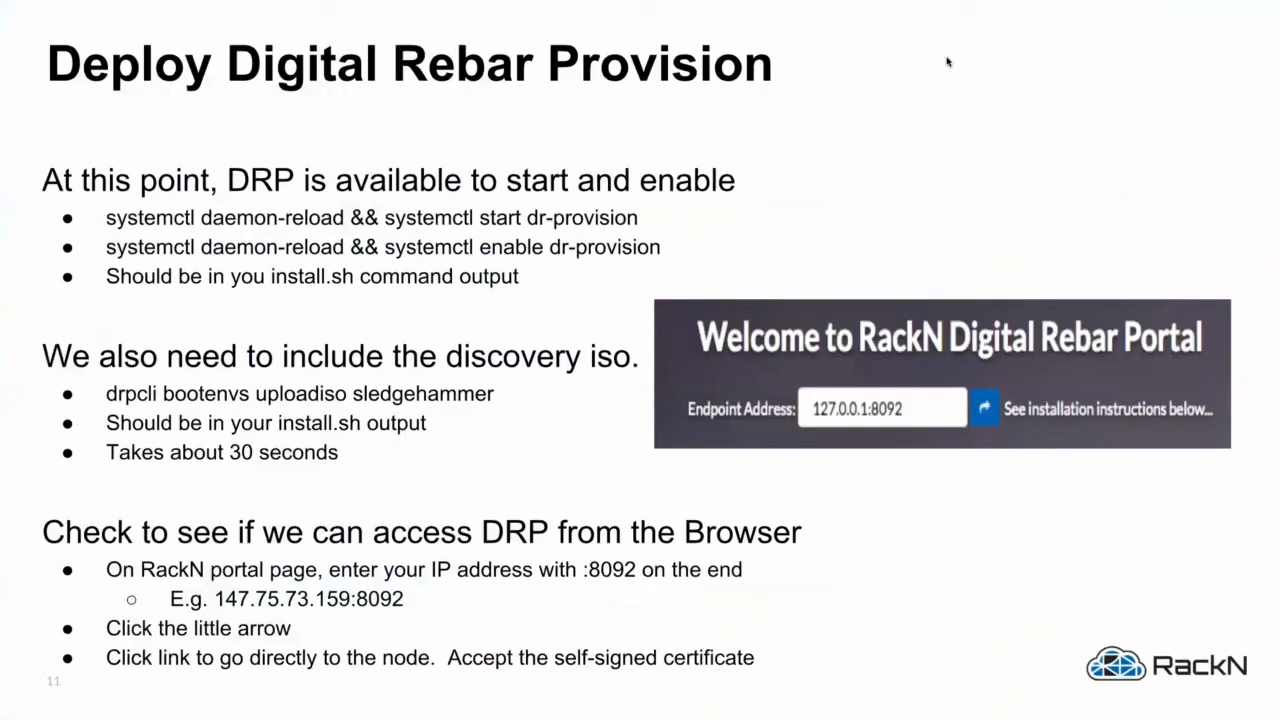 Deploy Digital Rebar Provision
At this point, DRP is available to start and enable
● systemctl daemon-reload && systemctl start dr-provision
● systemctl daemon-reload && systemctl enable dr-provision
● Should be in you install.sh command output
We also need to include the discovery iso.
● drpcli bootenvs uploadiso sledgehammer
● Should be in your install.sh output
● Takes about 30 seconds
Welcome to RackN Digital Rebar Portal
Endpoint Address: 127.0.0.1:8092 See installation instructions below...
Check to see if we can access DRP from the Browser
● On RackN portal page, enter your IP address with :8092 on the end
○ E.g. 147.75.73.159:8092
● Click the little arrow
● Click link to go directly to the node. Accept the self-signed certificate
11
RackN